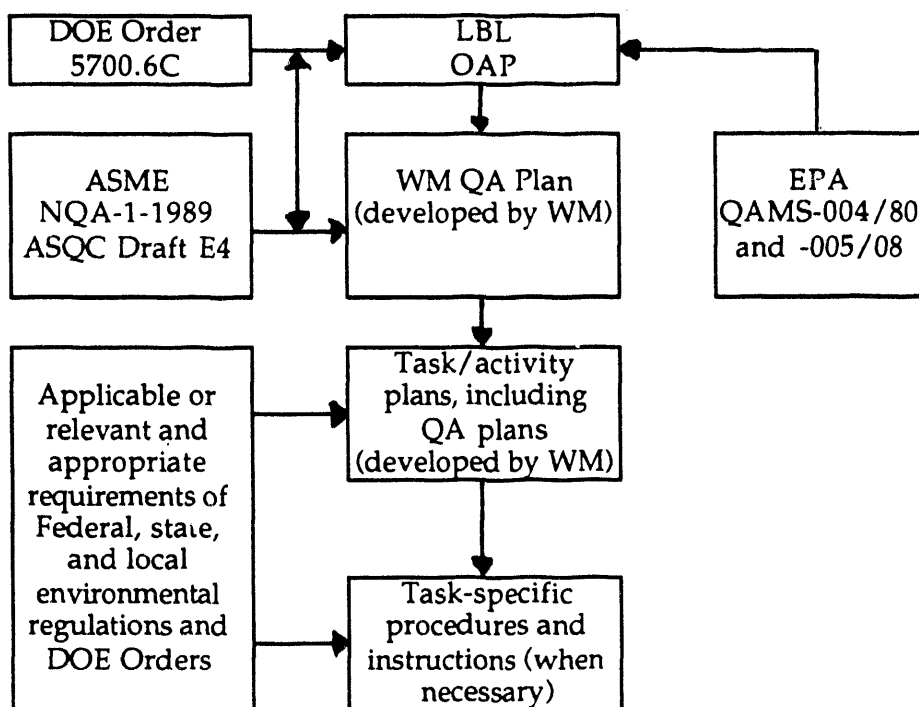 DOE Order
5700.6C
LBL
OAP
ASME
NQA-1-1989
ASQC Draft E4
WM QA Plan
(developed by WM)
EPA
QAMS-004/80
and -005/08
Applicable or
relevant and
appropriate
requirements of
Federal, state,
and local
environmental
regulations and
DOE Orders
Task/activity
plans, including
QA plans
(developed by WM)
Task-specific
procedures and
instructions (when
necessary)